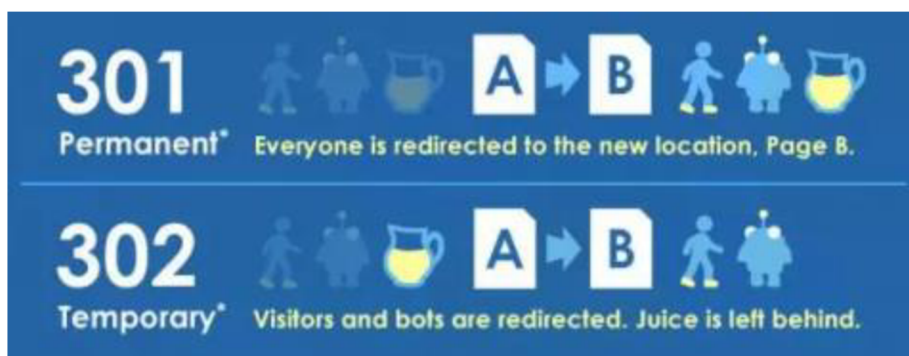 301
A B
Permanent*
Everyone is redirected to the new location, Page B.
302
A B
Temporary*
Visitors and bots are redirected. Juice is left behind.